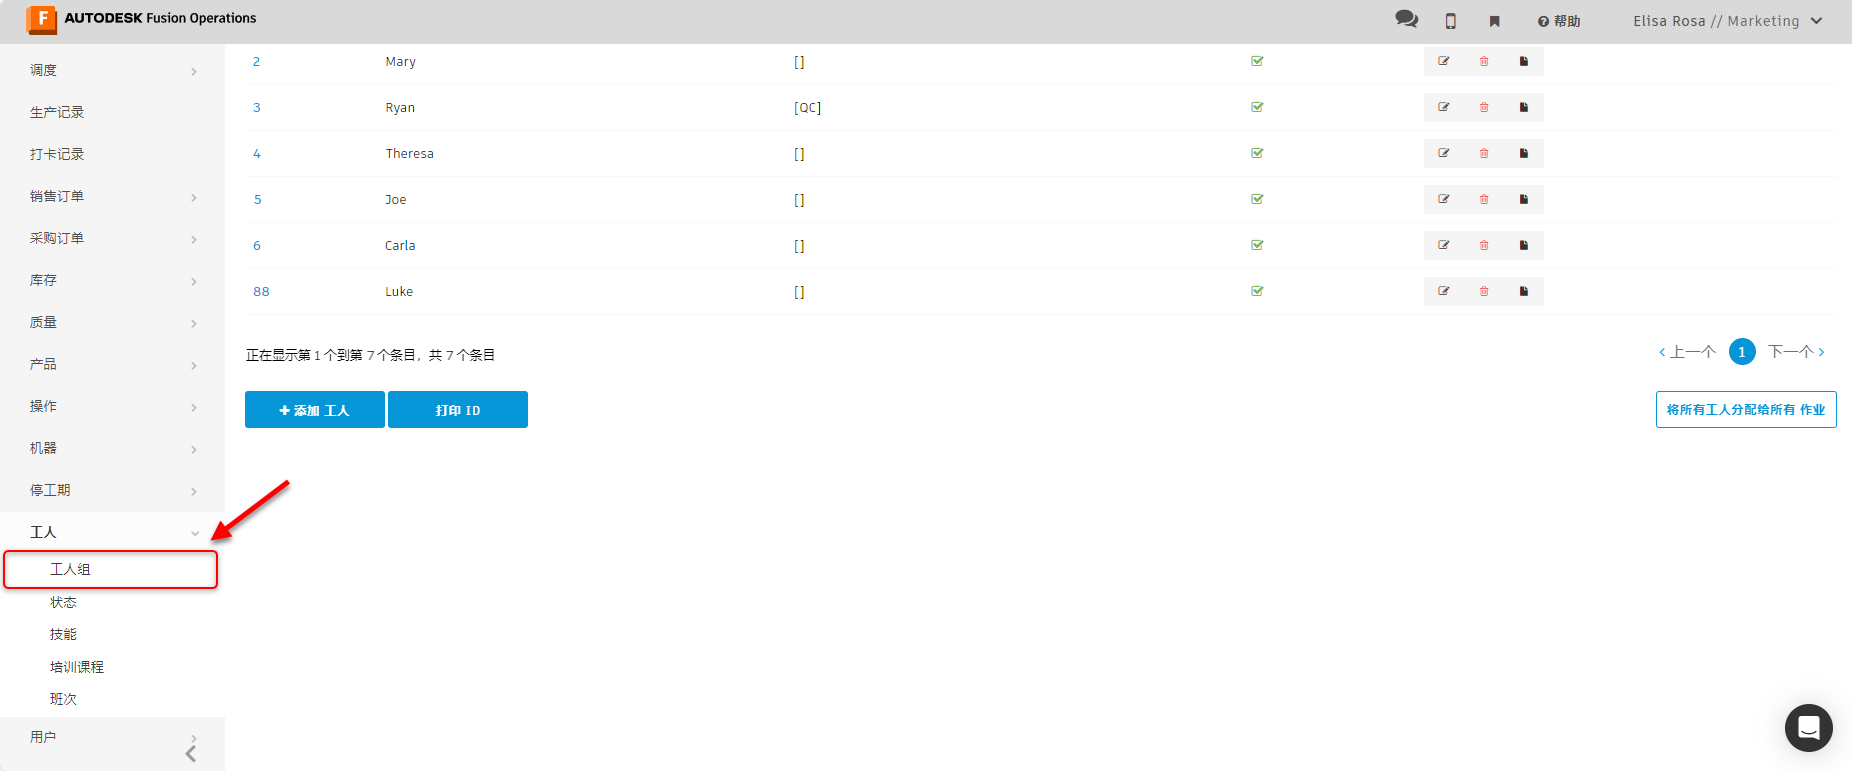 F AUTODESK Fusion Operations
帮助
Elisa Rosa // Marketing
调度
生产记录
打卡记录
销售订单
采购订单
库存
质量
产品
操作
机器
停工期
工人
工人组
状态
技能
培训课程
班次
用户
2 Mary []
3 Ryan [QC]
4 Theresa []
5 Joe []
6 Carla []
88 Luke []
正在显示第 1 个到第 7 个条目，共 7 个条目
上一个 1 下一个
添加 工人
打印 ID
将所有工人分配给所有 作业